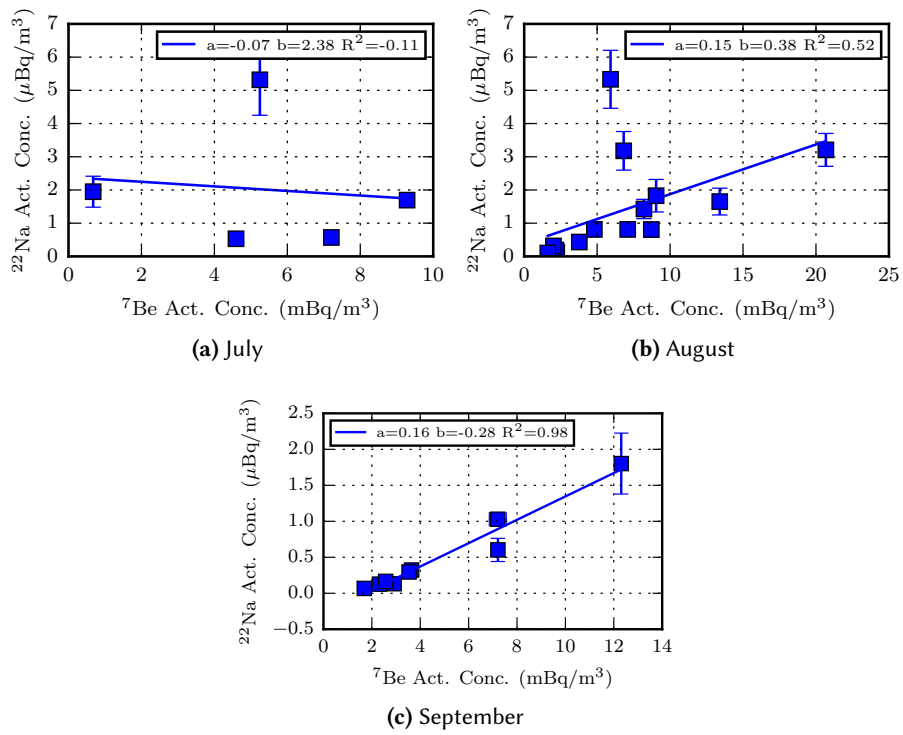 a=-0.07 b=2.38 R²=-0.11
²²Na Act. Conc. (μBq/m³)
7
6
5
4
3
2
1
0
0 2 4 6 8 10
⁷Be Act. Conc. (mBq/m³)
(a) July
a=0.15 b=0.38 R²=0.52
²²Na Act. Conc. (μBq/m³)
7
6
5
4
3
2
1
0
0 5 10 15 20 25
⁷Be Act. Conc. (mBq/m³)
(b) August
a=0.16 b=-0.28 R²=0.98
²²Na Act. Conc. (μBq/m³)
2.5
2.0
1.5
1.0
0.5
0.0
−0.5
2 4 6 8 10 12 14
⁷Be Act. Conc. (mBq/m³)
(c) September